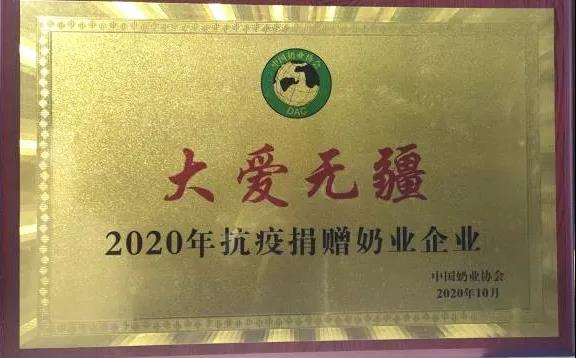 中国奶业协会
DAC
大爱无疆
2020年抗疫捐赠奶业企业
中国奶业协会
2020年10月